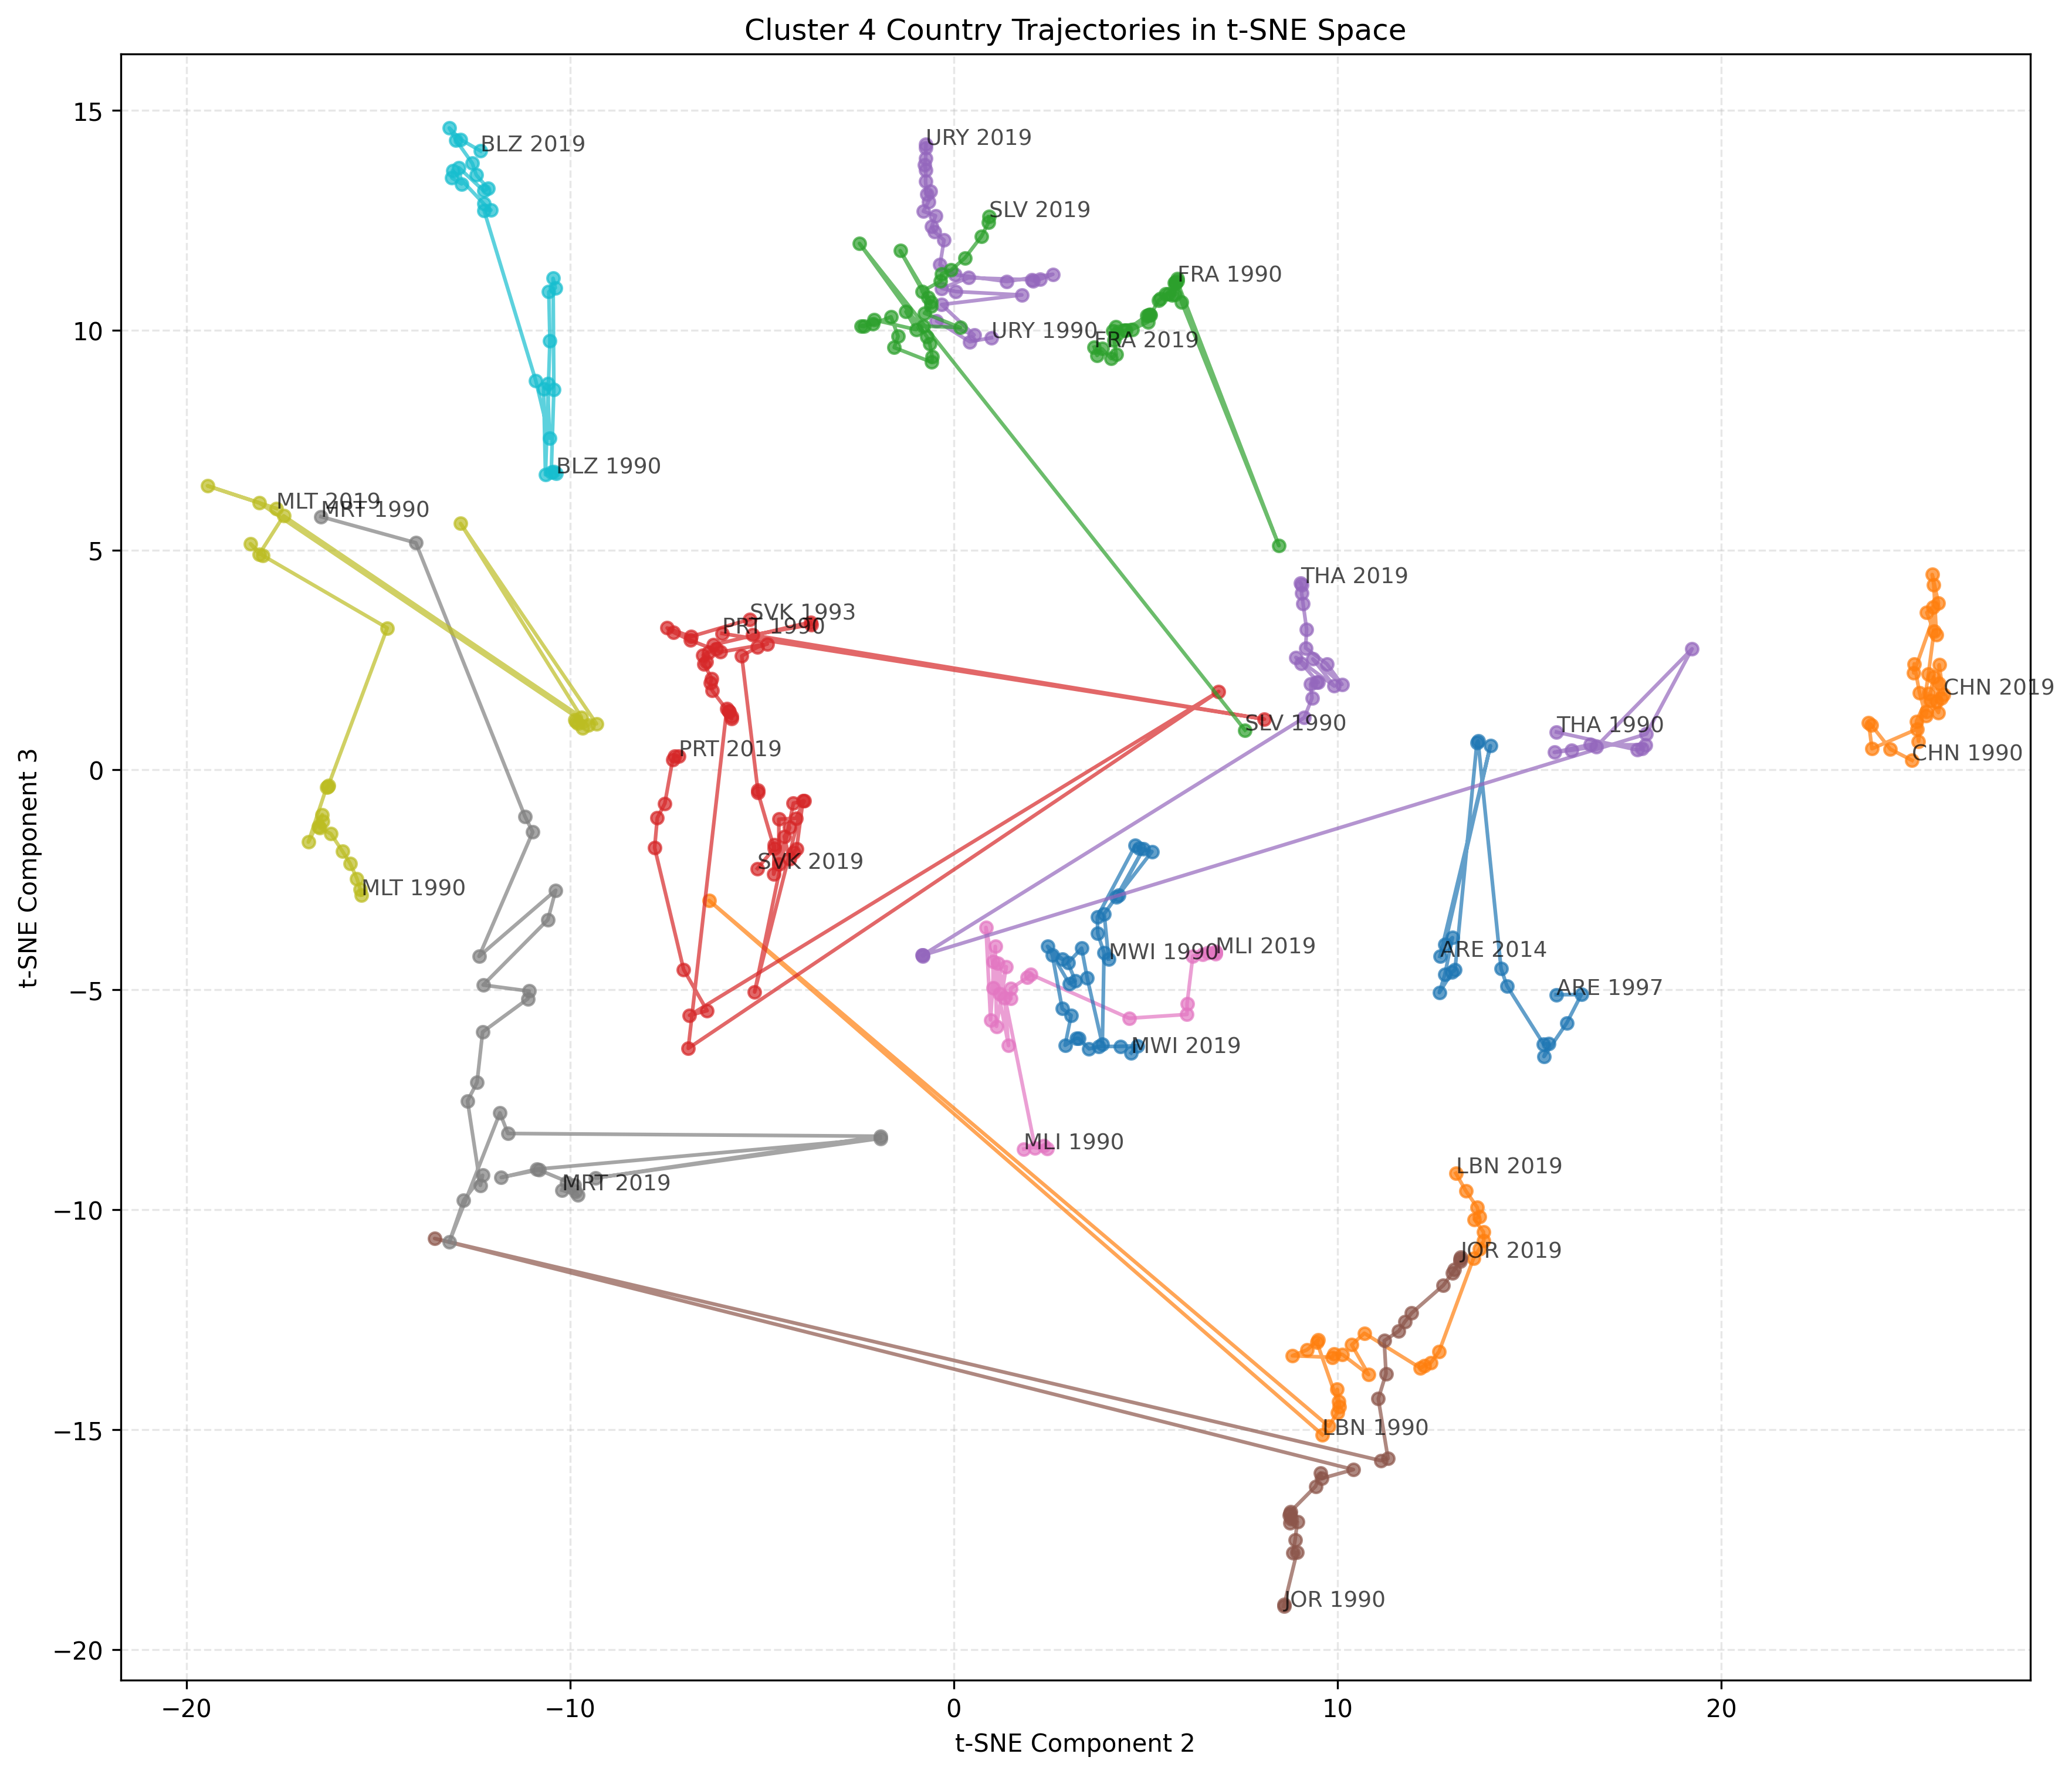 Cluster 4 Country Trajectories in t-SNE Space
15
10
5
0
−5
−10
−15
−20
t-SNE Component 3
BLZ 2019
URY 2019
SLV 2019
FRA 1990
URY 1990
FRA 2019
BLZ 1990
MLT 2019
MRT 1990
THA 2019
SVK 1993
PRT 1990
CHN 2019
SLV 1990
THA 1990
PRT 2019
CHN 1990
SVK 2019
MLT 1990
MWI 1990
MLI 2019
ARE 2014
ARE 1997
MWI 2019
MLI 1990
LBN 2019
MRT 2019
JOR 2019
LBN 1990
JOR 1990
−20
−10
0
10
20
t-SNE Component 2